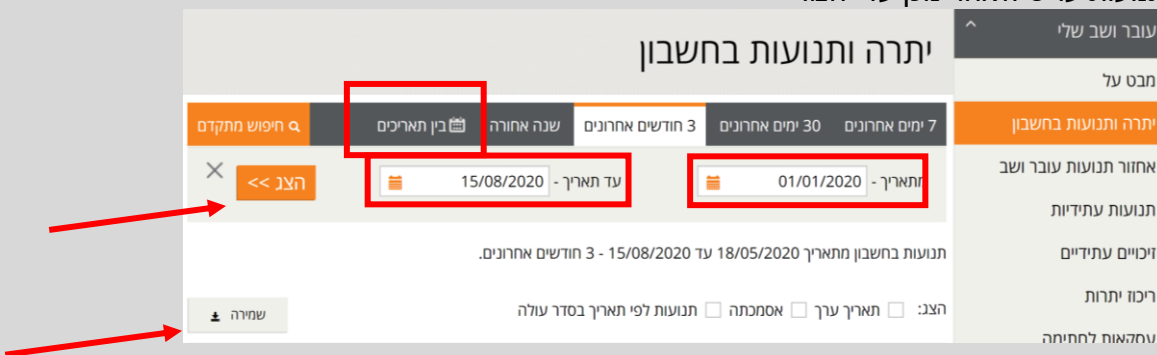 עובר ושב שלי
מבט על
יתרה ותנועות בחשבון
אחזור תנועות עובר ושב
תנועות עתידיות
זיכויים עתידיים
ריכוז יתרות
עסקאות לחתימה
יתרה ותנועות בחשבון
7 ימים אחרונים 30 ימים אחרונים 3 חודשים אחרונים שנה אחורה בין תאריכים חיפוש מתקדם
מתאריך - 01/01/2020 עד תאריך - 15/08/2020 הצג >>
תנועות בחשבון מתאריך 18/05/2020 עד 15/08/2020 - 3 חודשים אחרונים.
הצג: תאריך ערך אסמכתה תנועות לפי תאריך בסדר עולה שמירה